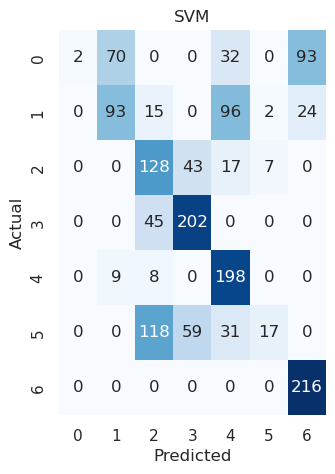 SVM
0 2 70 0 0 32 0 93
1 0 93 15 0 96 2 24
2 0 0 128 43 17 7 0
3 0 0 45 202 0 0 0
4 0 9 8 0 198 0 0
5 0 0 118 59 31 17 0
6 0 0 0 0 0 0 216
0 1 2 3 4 5 6
Actual
Predicted